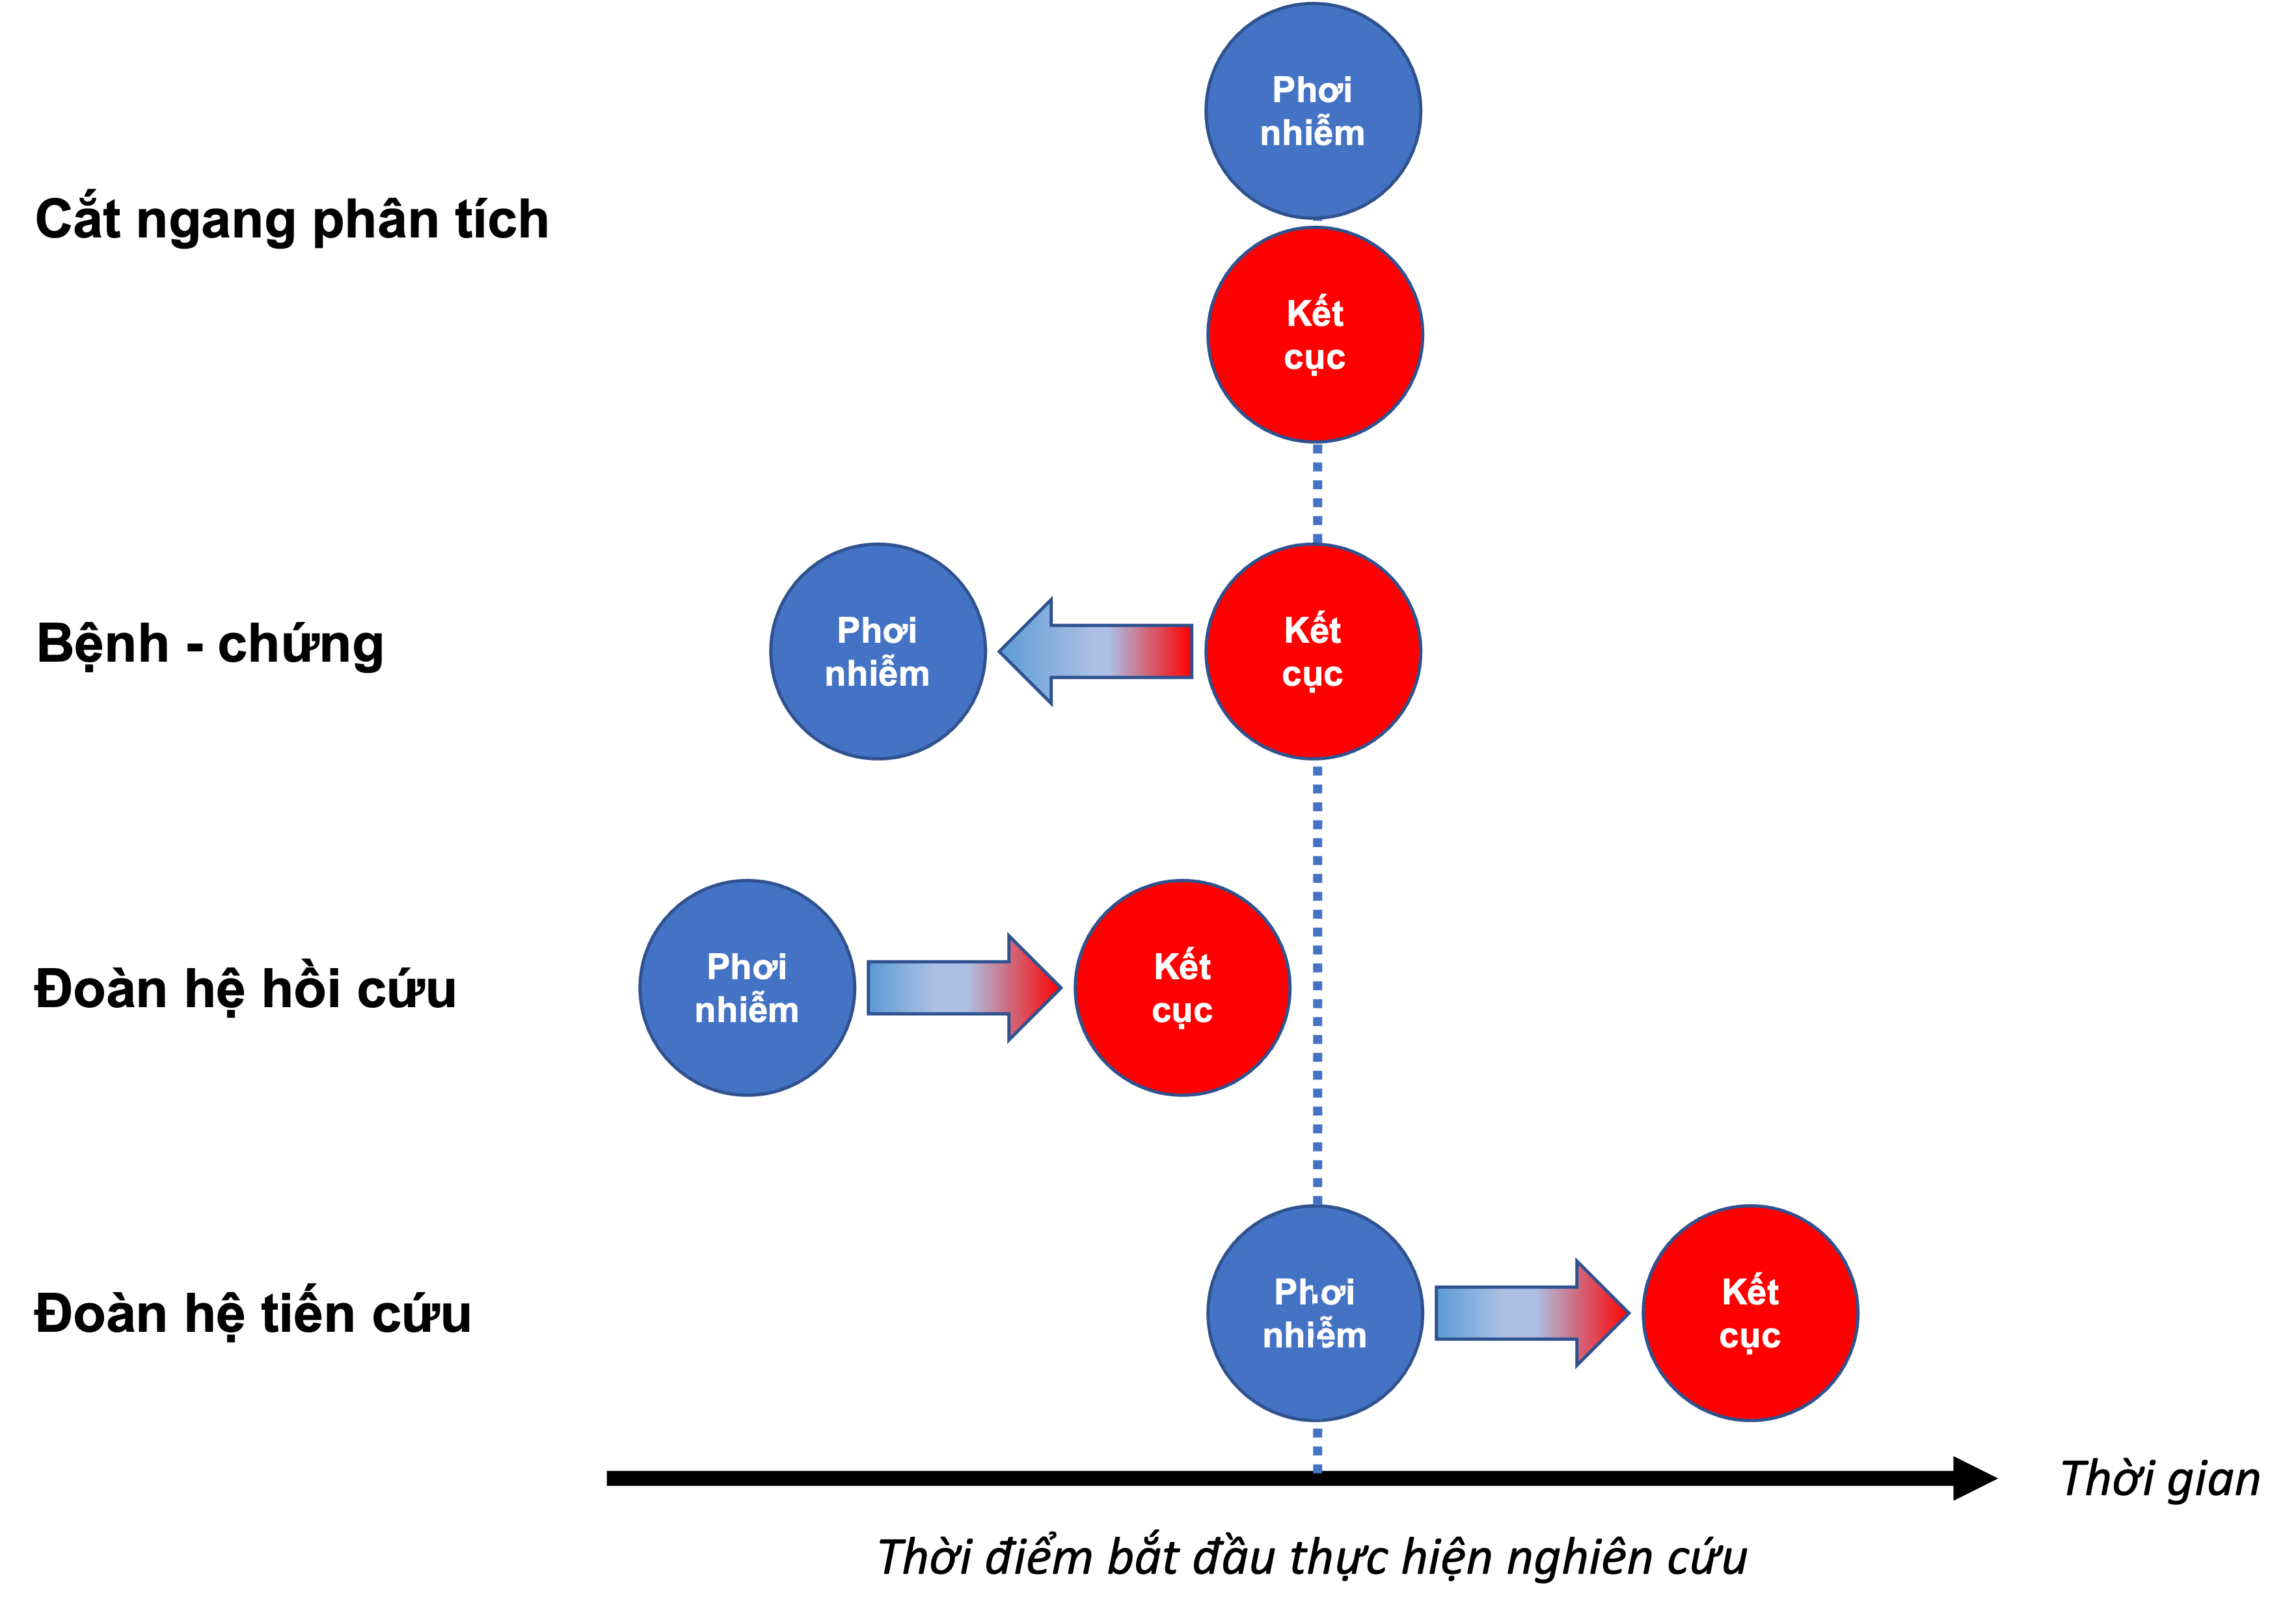 Phơi
nhiễm
Cắt ngang phân tích
Kết
cục
Bệnh - chứng
Phơi
nhiễm
Kết
cục
Đoàn hệ hồi cứu
Phơi
nhiễm
Kết
cục
Đoàn hệ tiến cứu
Phơi
nhiễm
Kết
cục
Thời gian
Thời điểm bắt đầu thực hiện nghiên cứu